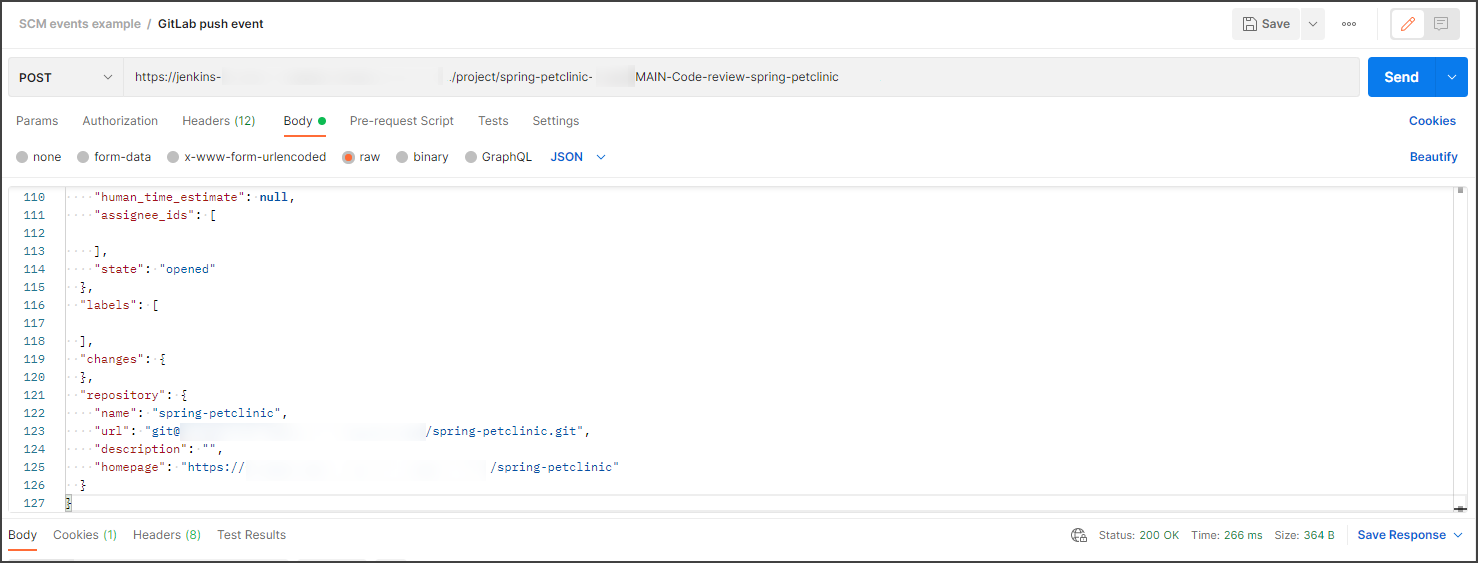 SCM events example / GitLab push event
Save
POST https://jenkins- ./project/spring-petclinic- MAIN-Code-review-spring-petclinic Send
Params Authorization Headers (12) Body Pre-request Script Tests Settings Cookies
none form-data x-www-form-urlencoded raw binary GraphQL JSON Beautify
110 "human_time_estimate": null,
111 "assignee_ids": [
112
113 ],
114 "state": "opened"
115 },
116 "labels": [
117
118 ],
119 "changes": {
120 },
121 "repository": {
122 "name": "spring-petclinic",
123 "url": "git@ /spring-petclinic.git",
124 "description": "",
125 "homepage": "https:// /spring-petclinic"
126 }
127 }
Body Cookies (1) Headers (8) Test Results Status: 200 OK Time: 266 ms Size: 364 B Save Response